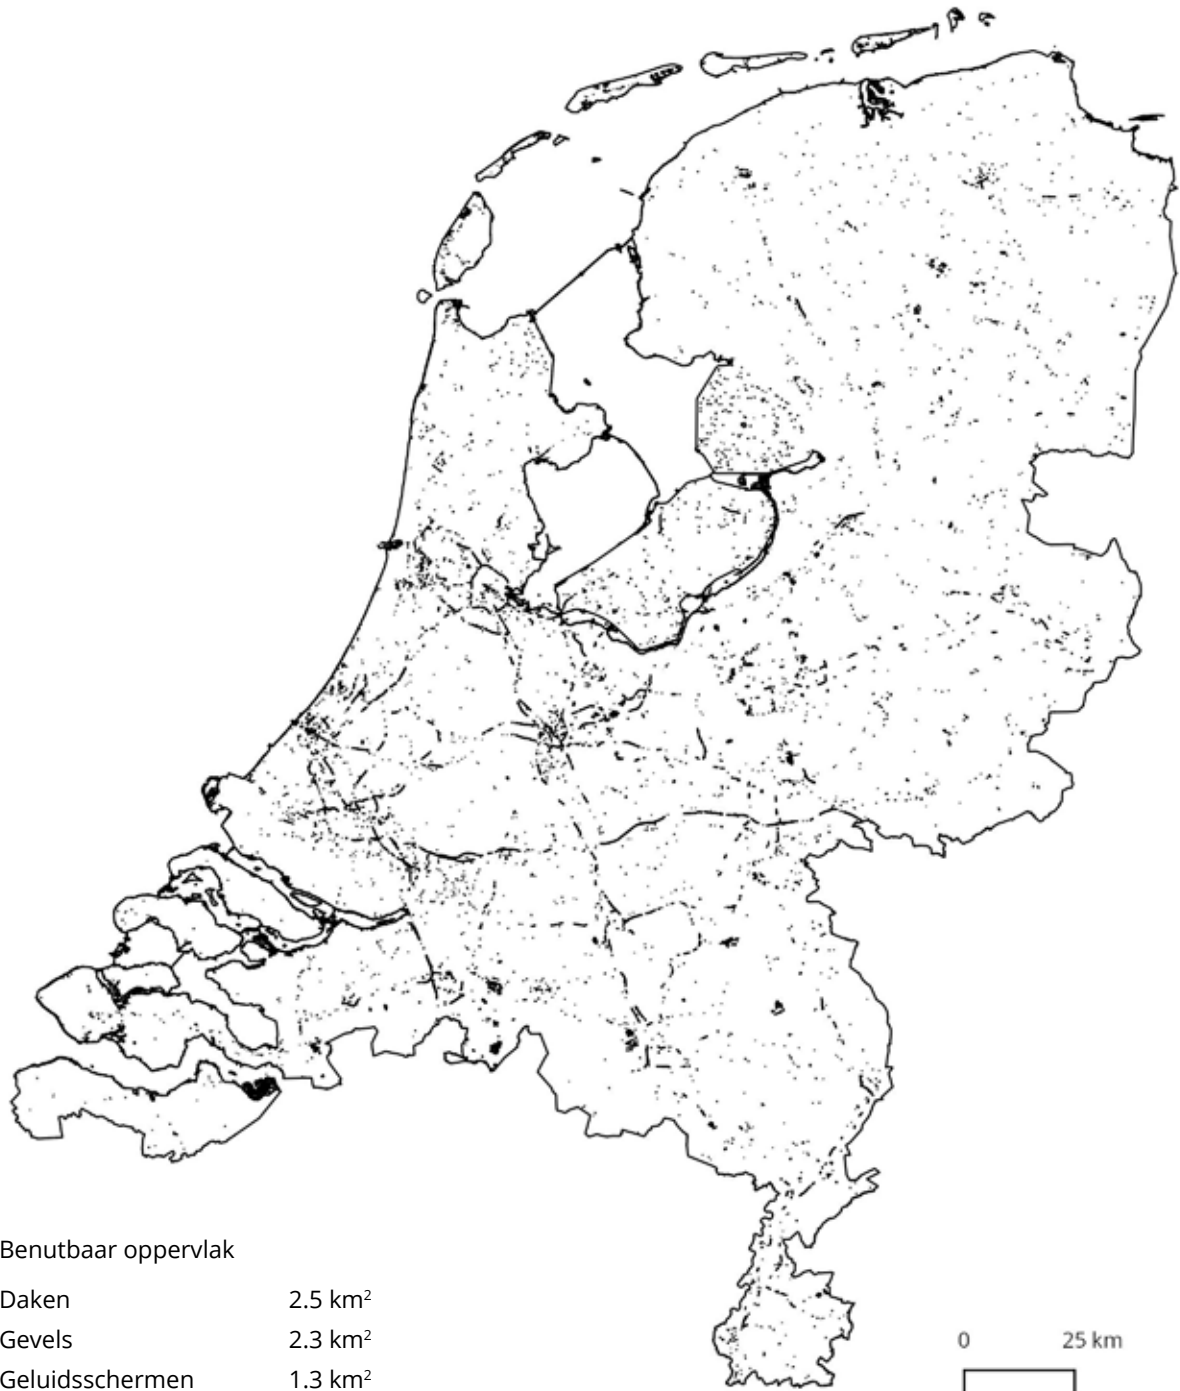 Benutbaar oppervlak
Daken 2.5 km²
Gevels 2.3 km²
Geluidsschermen 1.3 km²
0 25 km